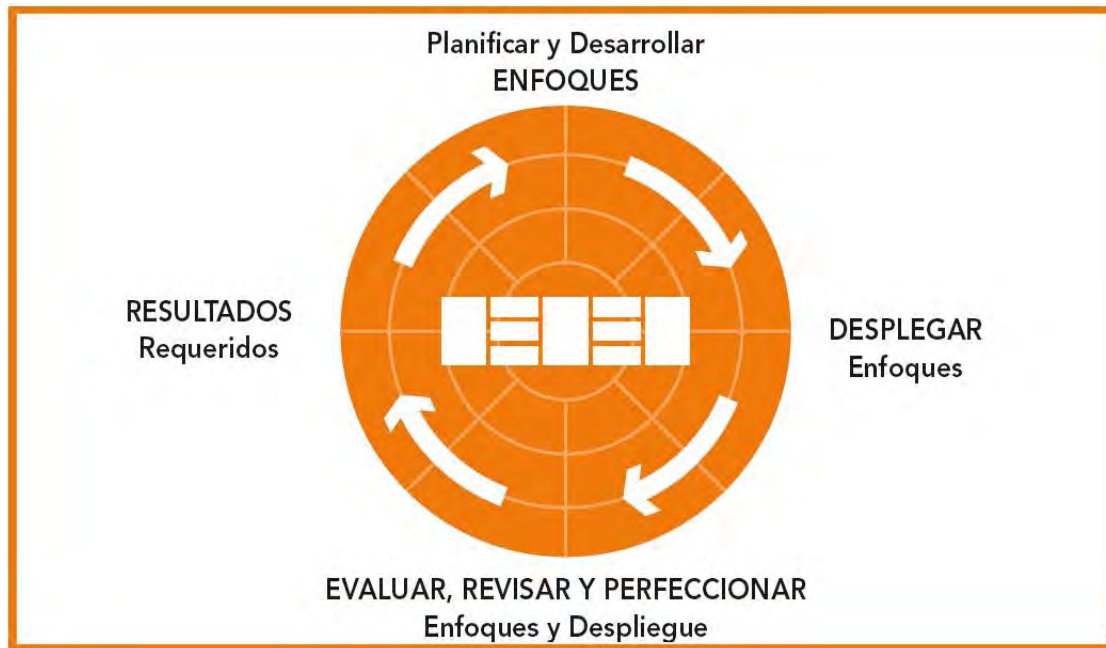 Planificar y Desarrollar
ENFOQUES
RESULTADOS
Requeridos
DESPLEGAR
Enfoques
EVALUAR, REVISAR Y PERFECCIONAR
Enfoques y Despliegue